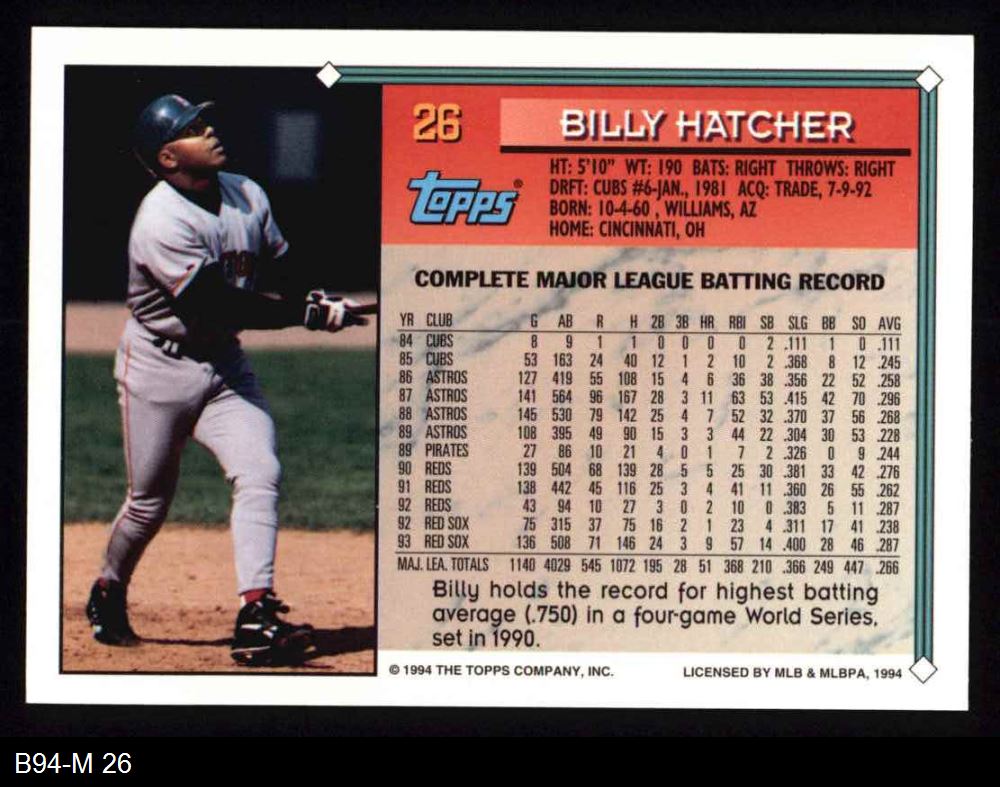 26
BILLY HATCHER
topps®
HT: 5'10" WT: 190 BATS: RIGHT THROWS: RIGHT
DRFT: CUBS #6-JAN., 1981 ACQ: TRADE, 7-9-92
BORN: 10-4-60 , WILLIAMS, AZ
HOME: CINCINNATI, OH
COMPLETE MAJOR LEAGUE BATTING RECORD
YR CLUB G AB R H 2B 3B HR RBI SB SLG BB SO AVG
84 CUBS 8 9 1 1 0 0 0 0 2 .111 1 0 .111
85 CUBS 53 163 24 40 12 1 2 10 2 .368 8 12 .245
86 ASTROS 127 419 55 108 15 4 6 36 38 .356 22 52 .258
87 ASTROS 141 564 96 167 28 3 11 63 53 .415 42 70 .296
88 ASTROS 145 530 79 142 25 4 7 52 32 .370 37 56 .268
89 ASTROS 108 395 49 90 15 3 3 44 22 .304 30 53 .228
89 PIRATES 27 86 10 21 4 0 1 7 2 .326 0 9 .244
90 REDS 139 504 68 139 28 5 5 25 30 .381 33 42 .276
91 REDS 138 442 45 116 25 3 4 41 11 .360 26 55 .262
92 REDS 43 94 10 27 3 0 2 10 0 .383 5 11 .287
92 RED SOX 75 315 37 75 16 2 1 23 4 .311 17 41 .238
93 RED SOX 136 508 71 146 24 3 9 57 14 .400 28 46 .287
MAJ. LEA. TOTALS 1140 4029 545 1072 195 28 51 368 210 .366 249 447 .266
Billy holds the record for highest batting
average (.750) in a four-game World Series,
set in 1990.
© 1994 THE TOPPS COMPANY, INC. LICENSED BY MLB & MLBPA, 1994
B94-M 26